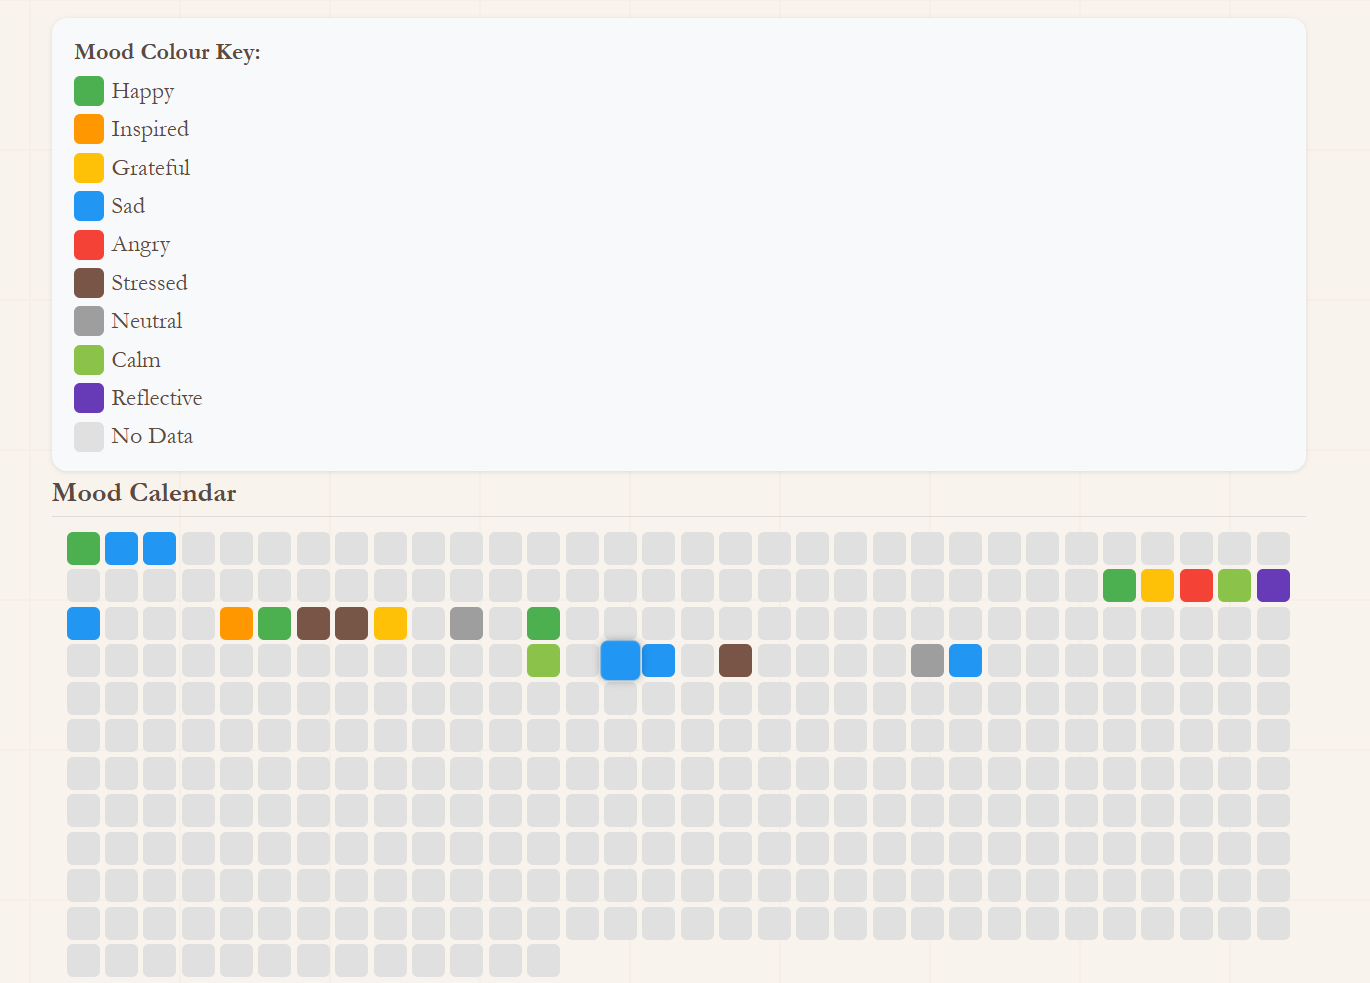 Mood Colour Key:
Happy
Inspired
Grateful
Sad
Angry
Stressed
Neutral
Calm
Reflective
No Data
Mood Calendar